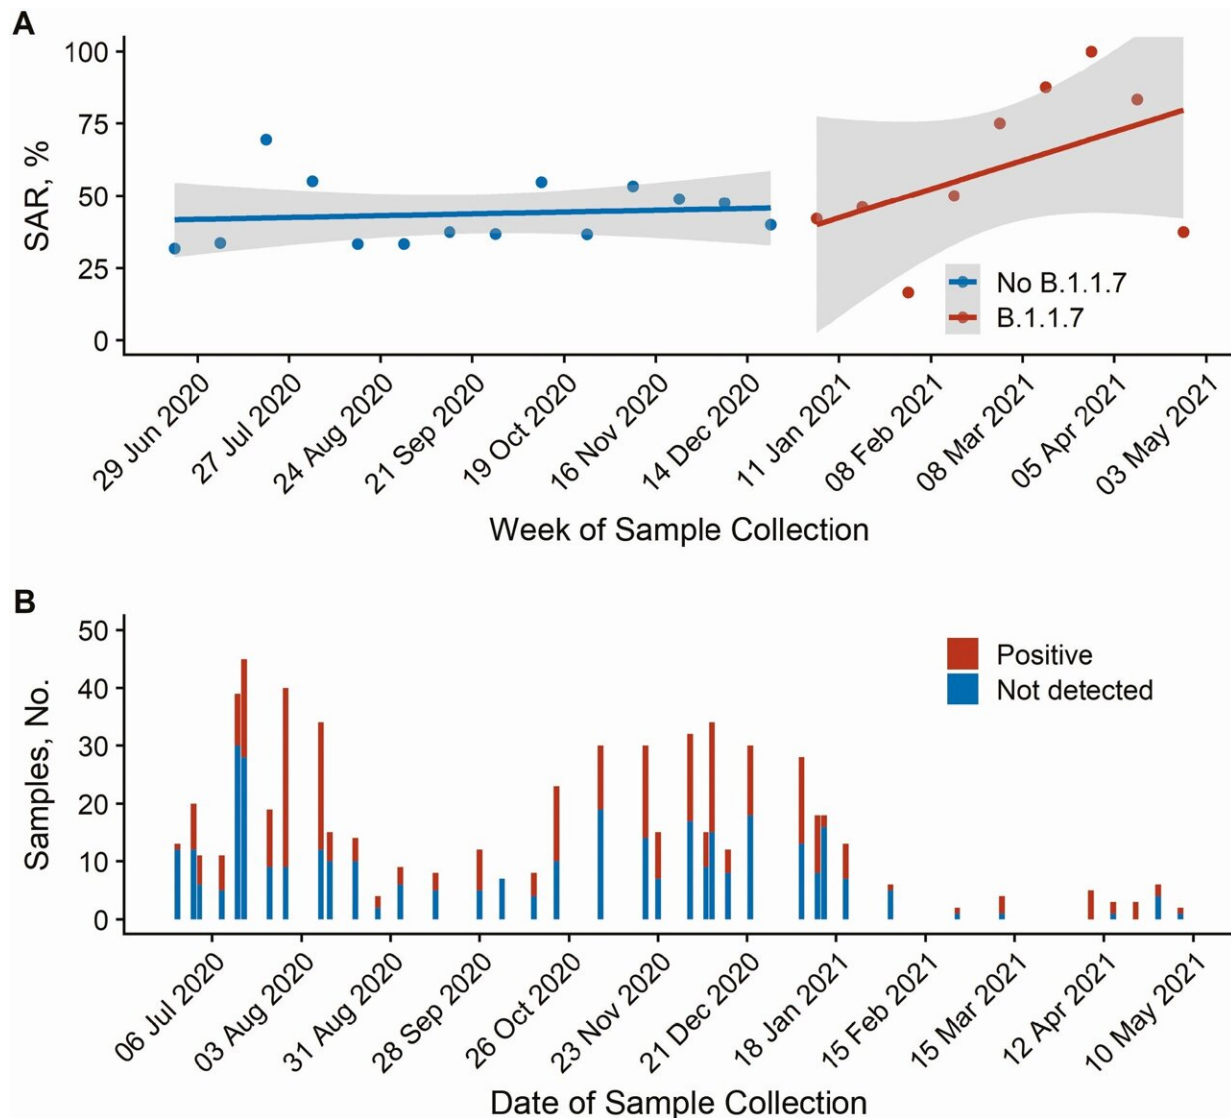 A
SAR, %
100
75
50
25
0
No B.1.1.7
B.1.1.7
29 Jun 2020
27 Jul 2020
24 Aug 2020
21 Sep 2020
19 Oct 2020
16 Nov 2020
14 Dec 2020
11 Jan 2021
08 Feb 2021
08 Mar 2021
05 Apr 2021
03 May 2021
Week of Sample Collection
B
Samples, No.
50
40
30
20
10
0
Positive
Not detected
06 Jul 2020
03 Aug 2020
31 Aug 2020
28 Sep 2020
26 Oct 2020
23 Nov 2020
21 Dec 2020
18 Jan 2021
15 Feb 2021
15 Mar 2021
12 Apr 2021
10 May 2021
Date of Sample Collection